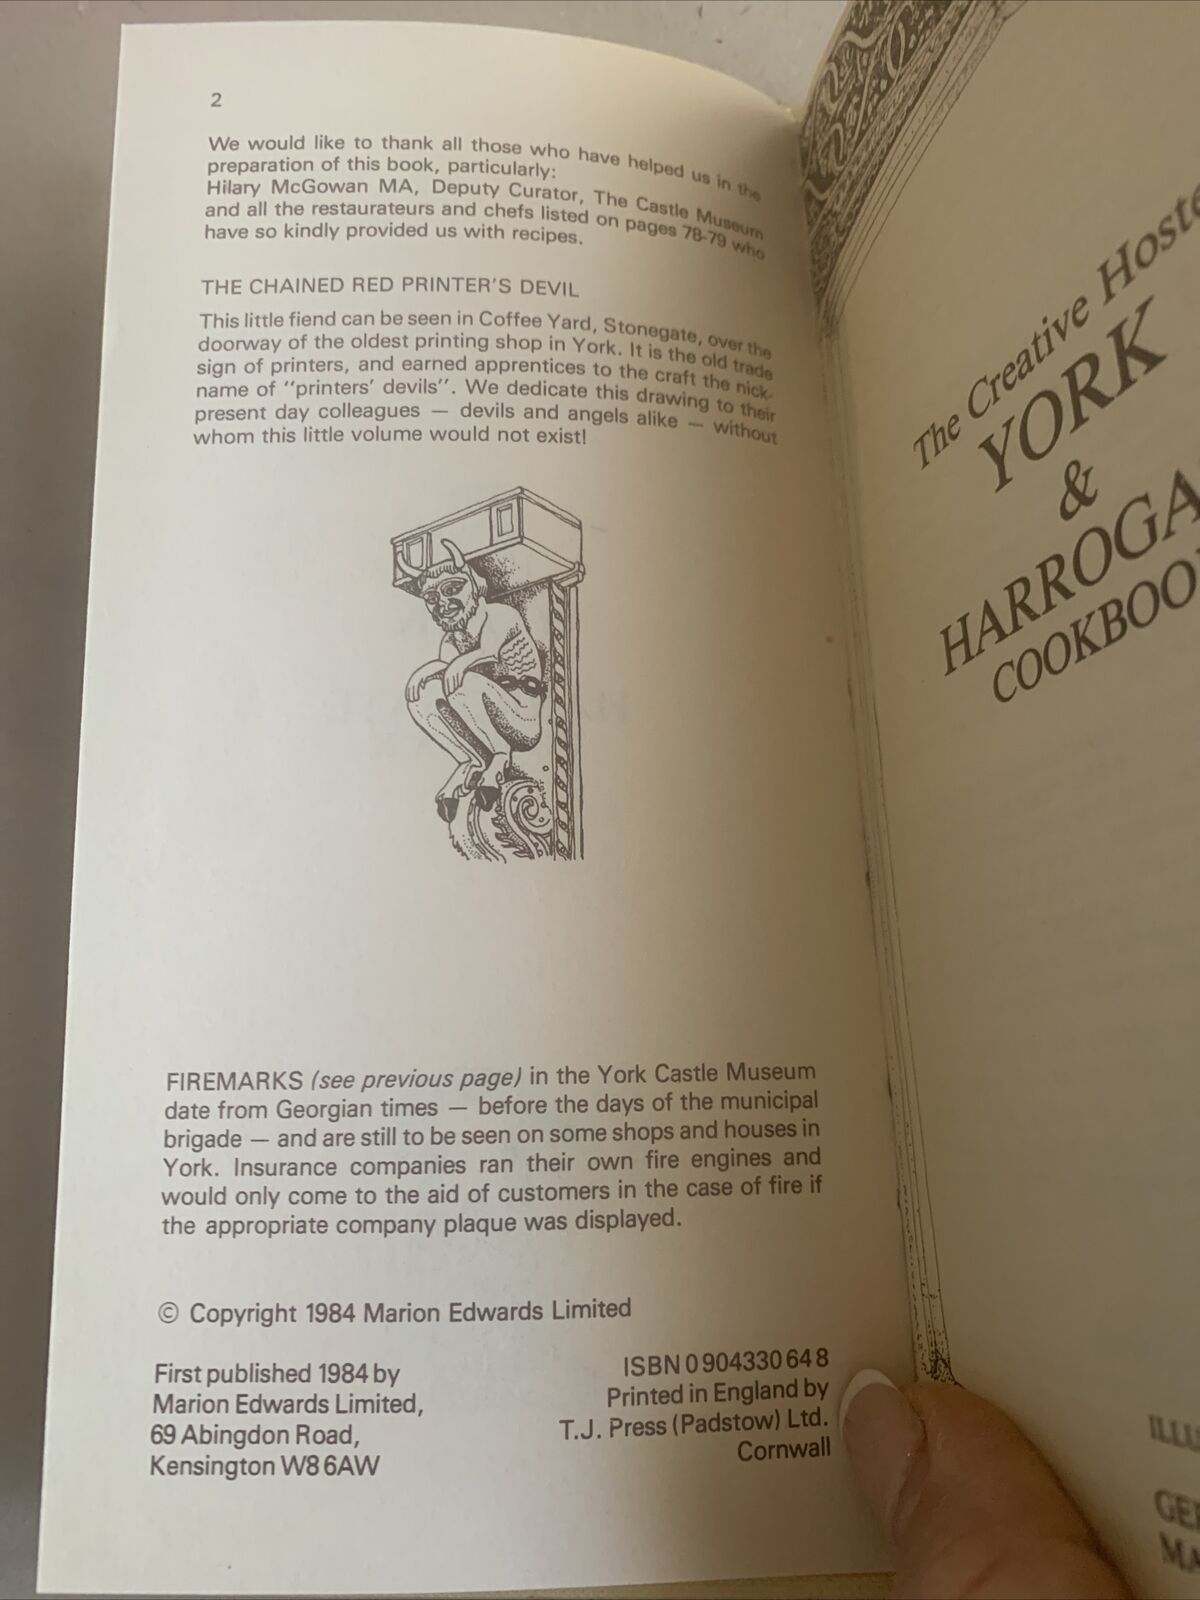 2
We would like to thank all those who have helped us in the
preparation of this book, particularly:
Hilary McGowan MA, Deputy Curator, The Castle Museum
and all the restaurateurs and chefs listed on pages 78-79 who
have so kindly provided us with recipes.
THE CHAINED RED PRINTER'S DEVIL
This little fiend can be seen in Coffee Yard, Stonegate, over the
doorway of the oldest printing shop in York. It is the old trade
sign of printers, and earned apprentices to the craft the nick-
name of "printers' devils". We dedicate this drawing to their
present day colleagues — devils and angels alike — without
whom this little volume would not exist!
FIREMARKS (see previous page) in the York Castle Museum
date from Georgian times — before the days of the municipal
brigade — and are still to be seen on some shops and houses in
York. Insurance companies ran their own fire engines and
would only come to the aid of customers in the case of fire if
the appropriate company plaque was displayed.
© Copyright 1984 Marion Edwards Limited
First published 1984 by
Marion Edwards Limited,
69 Abingdon Road,
Kensington W8 6AW
ISBN 0 904330 64 8
Printed in England by
T.J. Press (Padstow) Ltd.
Cornwall
The Creative
YORK
&